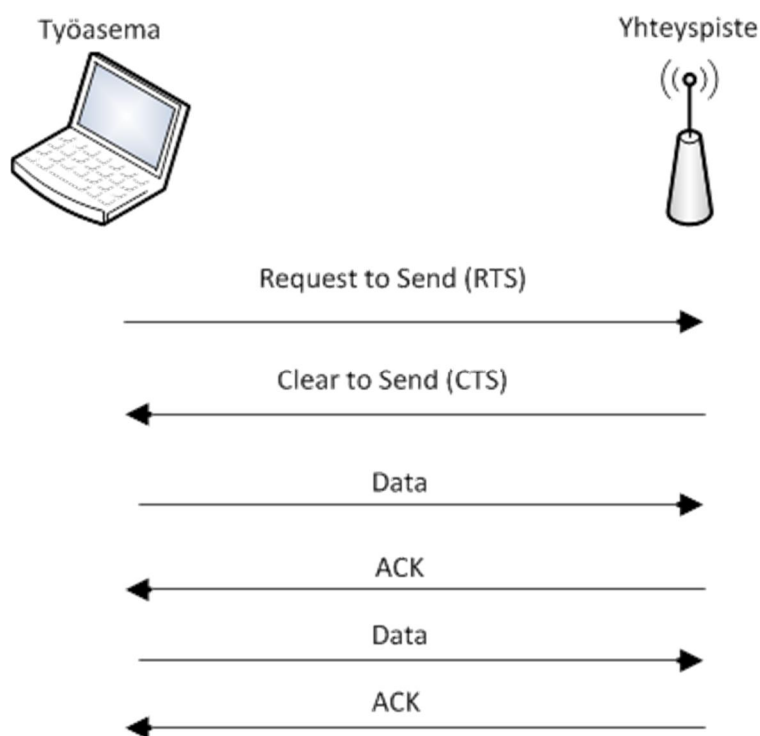 Työasema
Yhteyspiste
Request to Send (RTS)
Clear to Send (CTS)
Data
ACK
Data
ACK